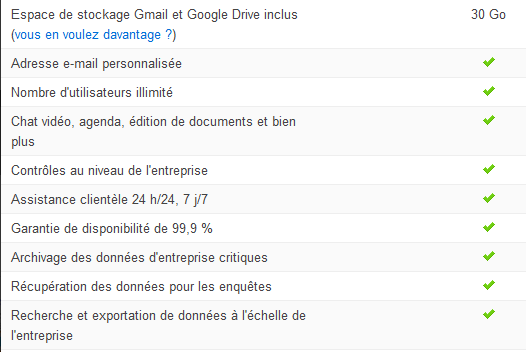 Espace de stockage Gmail et Google Drive inclus 30 Go
(vous en voulez davantage ?)
Adresse e-mail personnalisée
Nombre d'utilisateurs illimité
Chat vidéo, agenda, édition de documents et bien
plus
Contrôles au niveau de l'entreprise
Assistance clientèle 24 h/24, 7 j/7
Garantie de disponibilité de 99,9 %
Archivage des données d'entreprise critiques
Récupération des données pour les enquêtes
Recherche et exportation de données à l'échelle de
l'entreprise